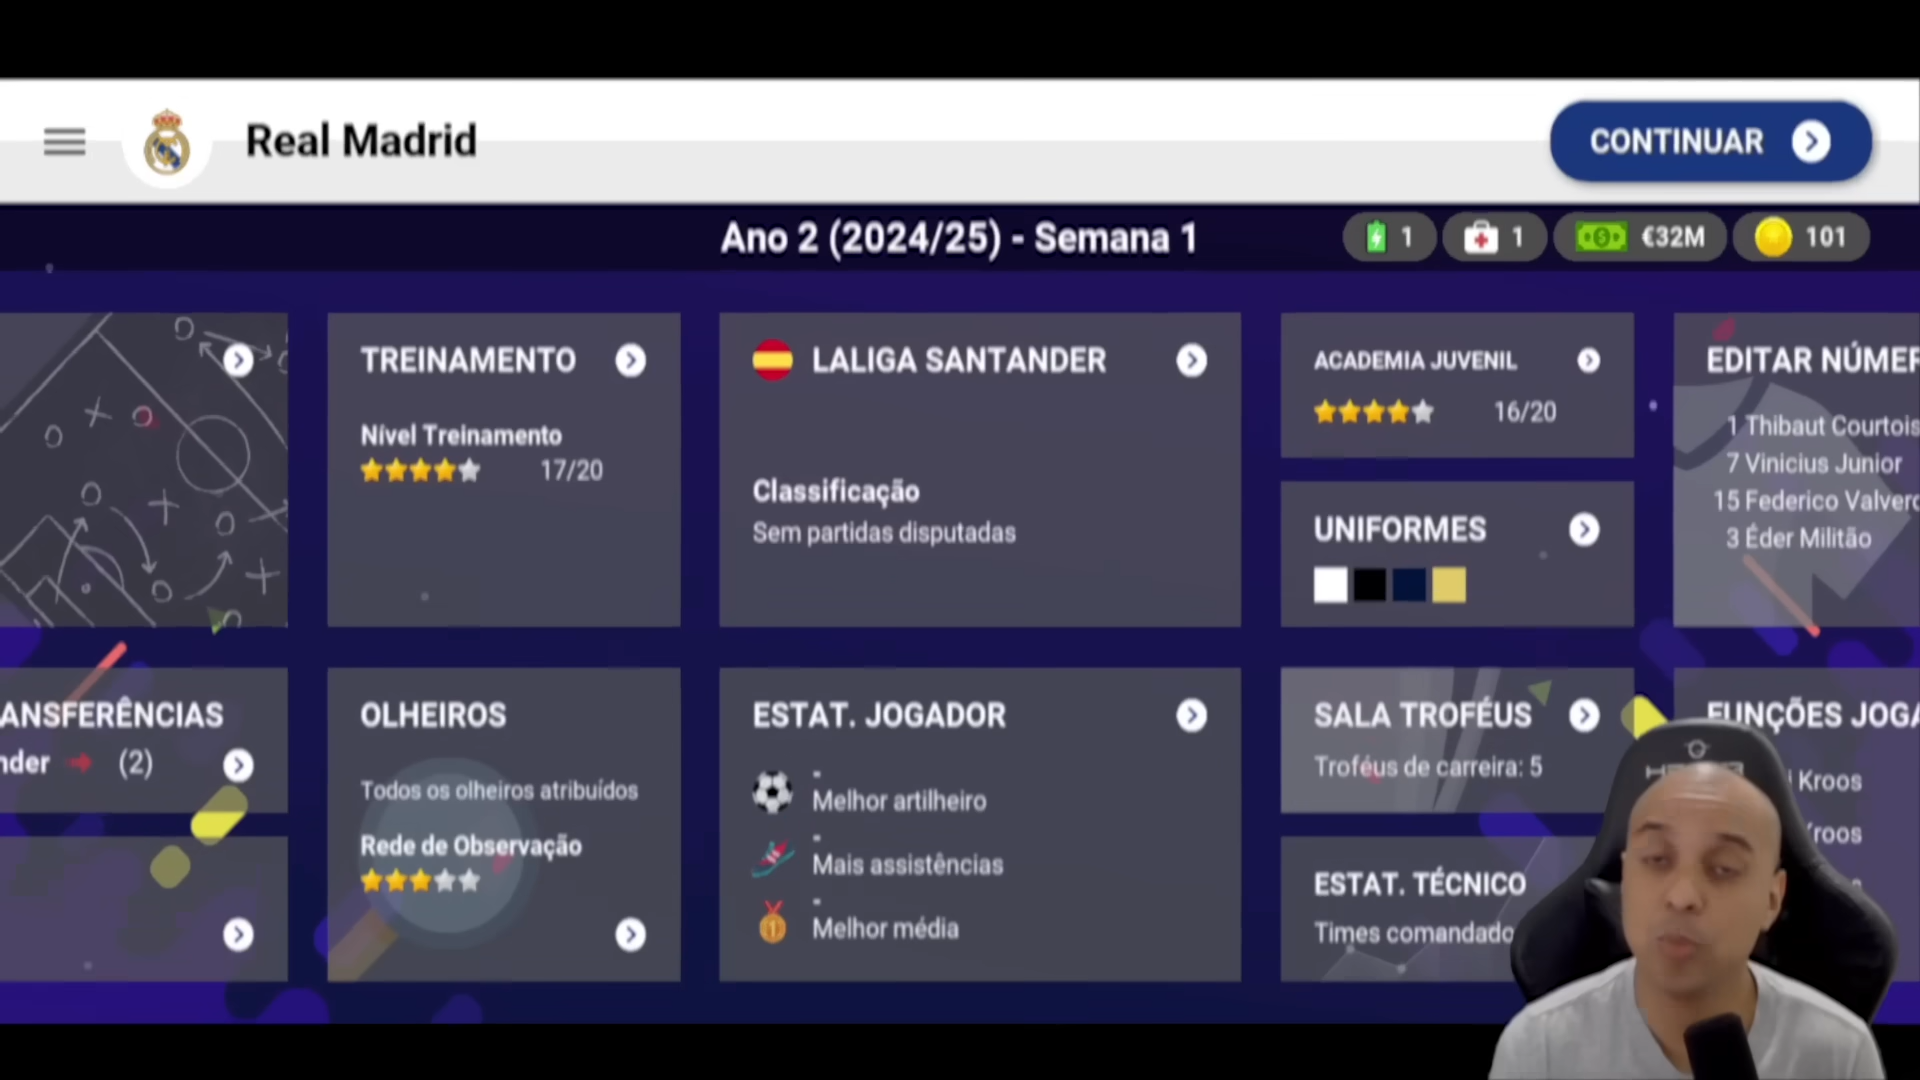 Real Madrid
CONTINUAR
Ano 2 (2024/25) - Semana 1
1
1
€32M
101
TREINAMENTO
Nível Treinamento
17/20
LALIGA SANTANDER
Classificação
Sem partidas disputadas
ACADEMIA JUVENIL
16/20
UNIFORMES
EDITAR NÚMER
1 Thibaut Courtois
7 Vinicius Junior
15 Federico Valverd
3 Éder Militão
ANSFERÊNCIAS
nder (2)
OLHEIROS
Todos os olheiros atribuídos
Rede de Observação
ESTAT. JOGADOR
-
Melhor artilheiro
-
Mais assistências
-
1
Melhor média
SALA TROFÉUS
Troféus de carreira: 5
ESTAT. TÉCNICO
Times comandado
FUNÇÕES JOGA
i Kroos
Kroos